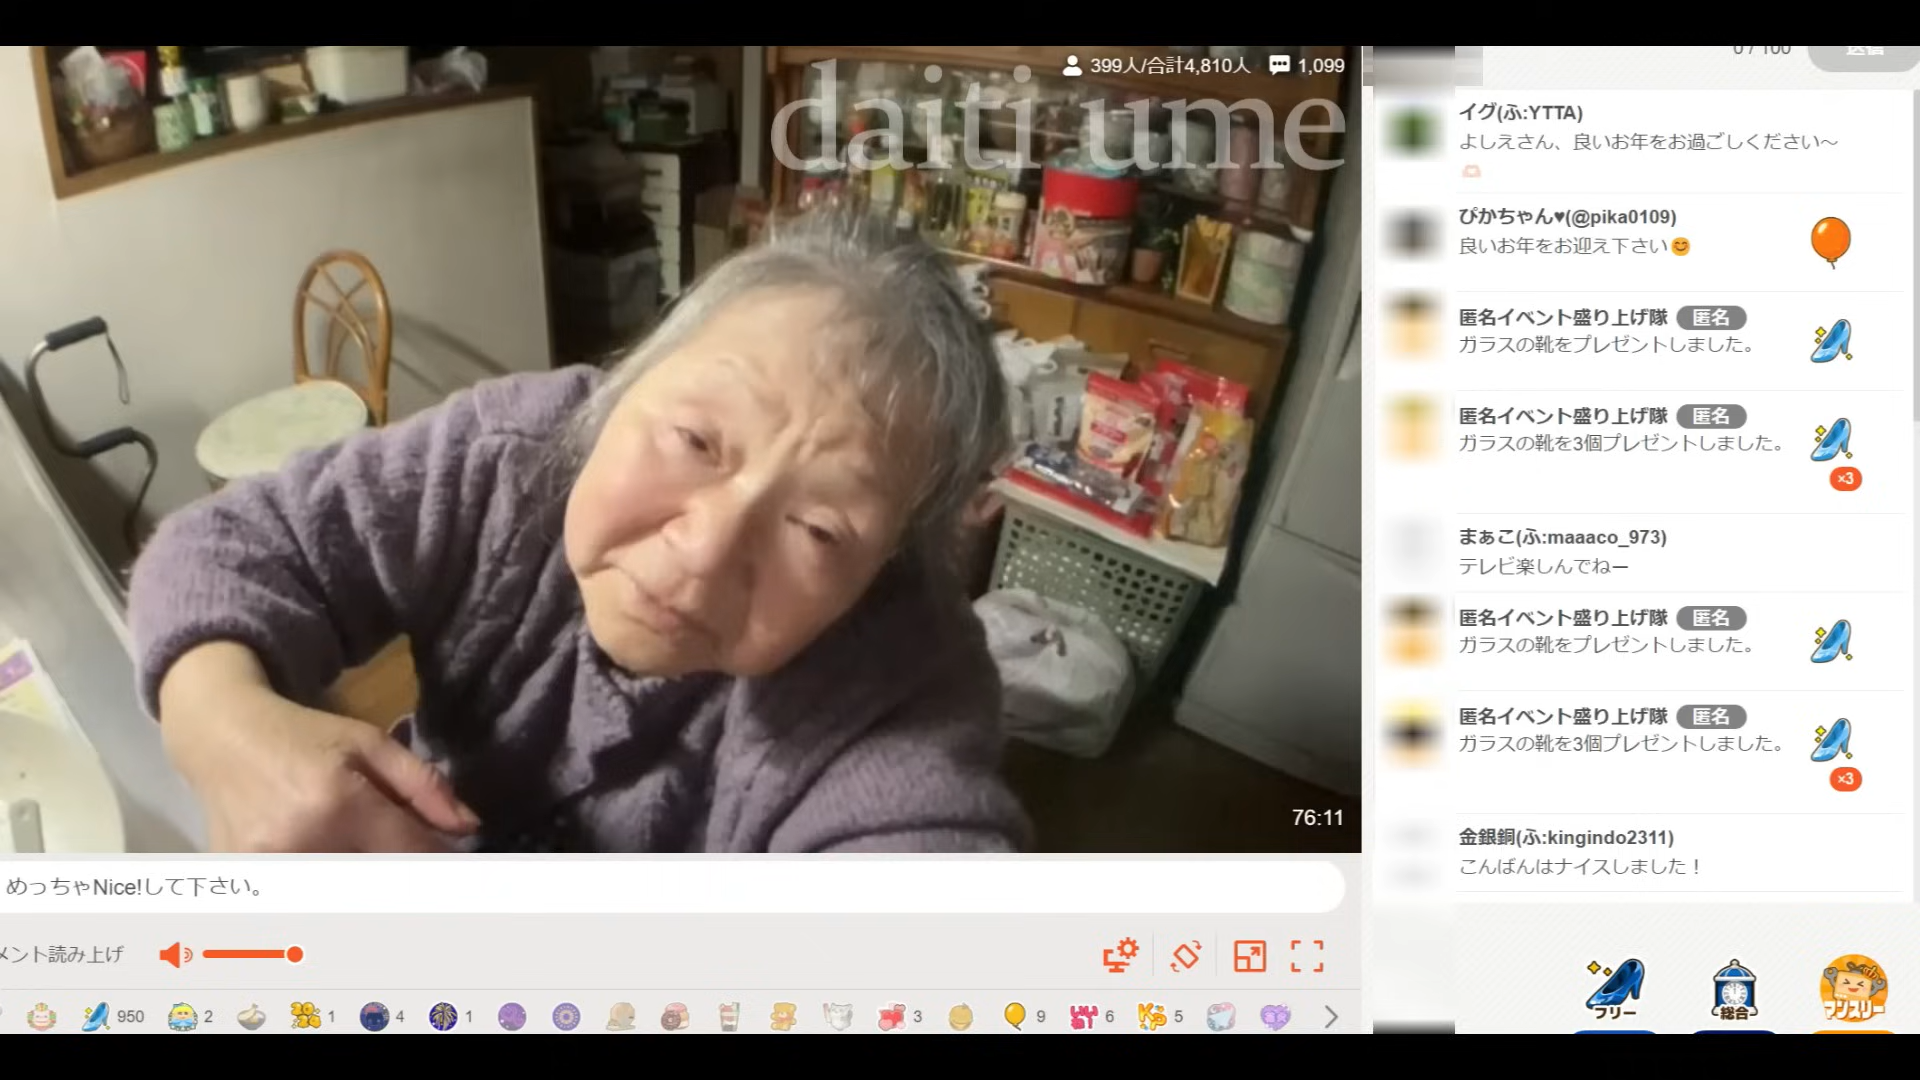 399人/合計4,810人 1,099
daiti ume
76:11
めっちゃNice!して下さい。
メント読み上げ
950 2 1 4 1 3 9 6 5
0 / 100 送信
イグ(ふ:YTTA)
よしえさん、良いお年をお過ごしください〜
ぴかちゃん♥(@pika0109)
良いお年をお迎え下さい😊
匿名イベント盛り上げ隊 匿名
ガラスの靴をプレゼントしました。
匿名イベント盛り上げ隊 匿名
ガラスの靴を3個プレゼントしました。
×3
まぁこ(ふ:maaaco_973)
テレビ楽しんでねー
匿名イベント盛り上げ隊 匿名
ガラスの靴をプレゼントしました。
匿名イベント盛り上げ隊 匿名
ガラスの靴を3個プレゼントしました。
×3
金銀銅(ふ:kingindo2311)
こんばんはナイスしました！
フリー 総合 マンスリー